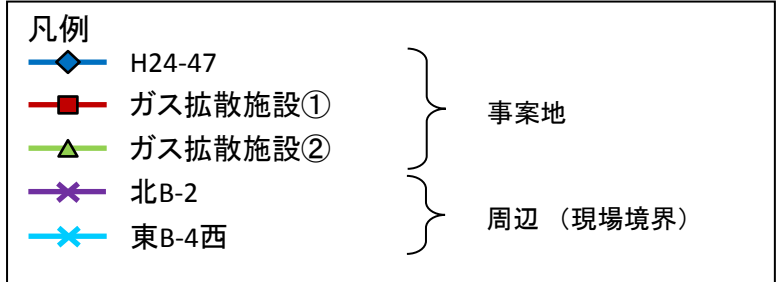 凡例
H24-47
ガス拡散施設①
ガス拡散施設②
事案地
北B-2
東B-4西
周辺 （現場境界）